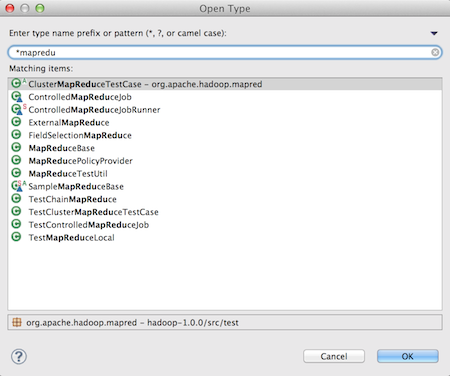 Open Type
Enter type name prefix or pattern (*, ?, or camel case):
*mapredu
Matching items:
ClusterMapReduceTestCase - org.apache.hadoop.mapred
ControlledMapReduceJob
ControlledMapReduceJobRunner
ExternalMapReduce
FieldSelectionMapReduce
MapReduceBase
MapReducePolicyProvider
MapReduceTestUtil
SampleMapReduceBase
TestChainMapReduce
TestClusterMapReduceTestCase
TestControlledMapReduceJob
TestMapReduceLocal
org.apache.hadoop.mapred - hadoop-1.0.0/src/test
? Cancel OK